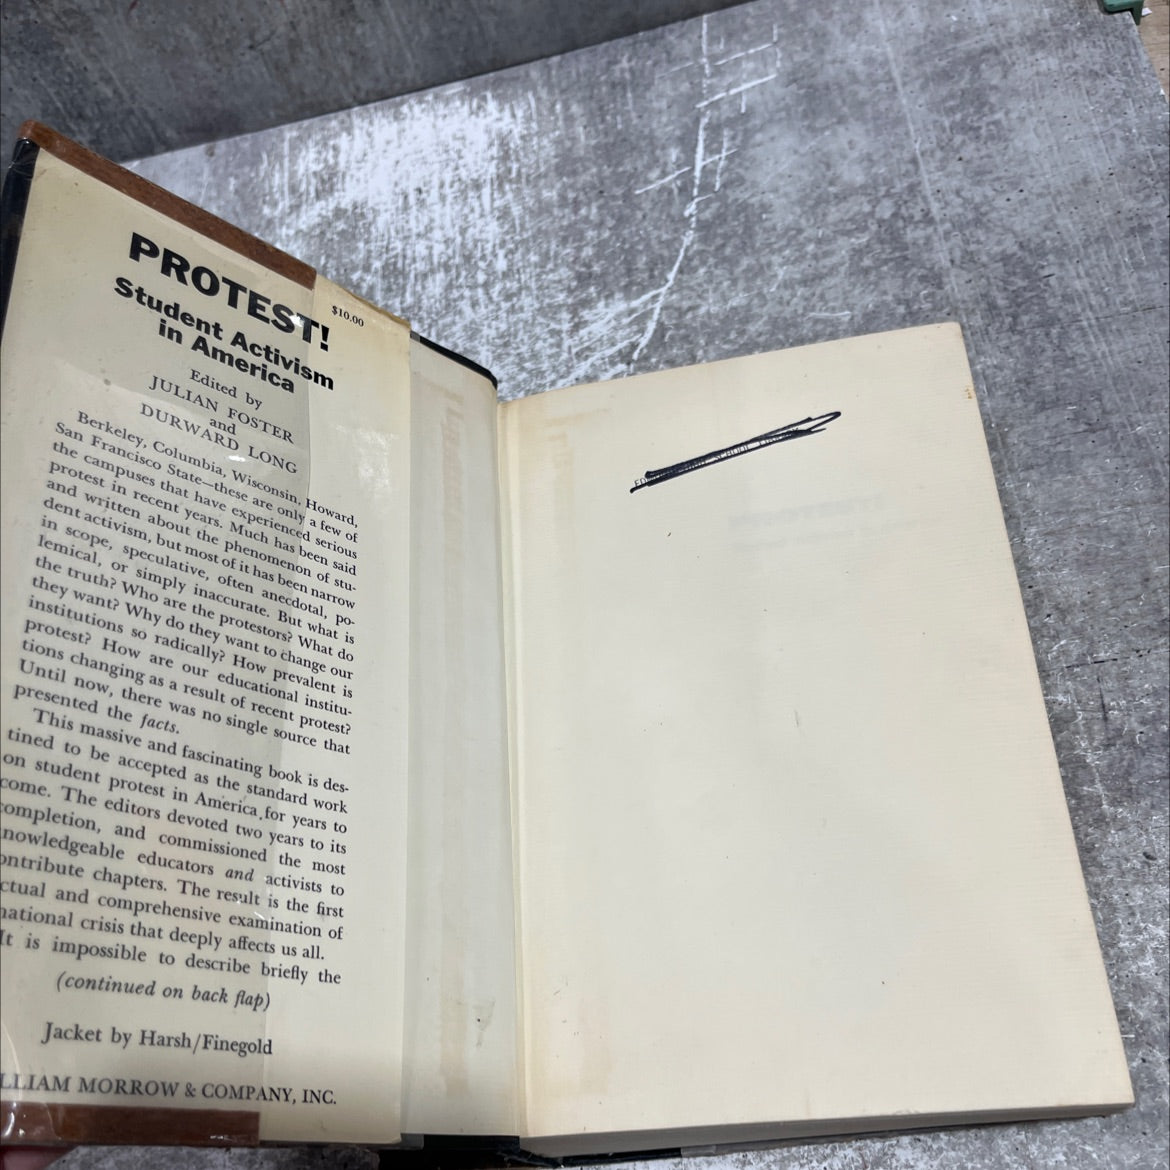 PROTEST!
$10.00
Student Activism
in America
Edited by
JULIAN FOSTER
and
DURWARD LONG
Berkeley, Columbia, Wisconsin, Howard,
San Francisco State—these are only a few of
the campuses that have experienced serious
protest in recent years. Much has been said
and written about the phenomenon of stu-
dent activism, but most of it has been narrow
in scope, speculative, often anecdotal, po-
lemical, or simply inaccurate. But what is
the truth? Who are the protestors? What do
they want? Why do they want to change our
institutions so radically? How prevalent is
protest? How are our educational institu-
tions changing as a result of recent protest?
Until now, there was no single source that
presented the facts.
This massive and fascinating book is des-
tined to be accepted as the standard work
on student protest in America for years to
come. The editors devoted two years to its
completion, and commissioned the most
nowledgeable educators and activists to
ontribute chapters. The result is the first
ctual and comprehensive examination of
national crisis that deeply affects us all.
It is impossible to describe briefly the
(continued on back flap)
Jacket by Harsh/Finegold
LLIAM MORROW & COMPANY, INC.
SCHOOL